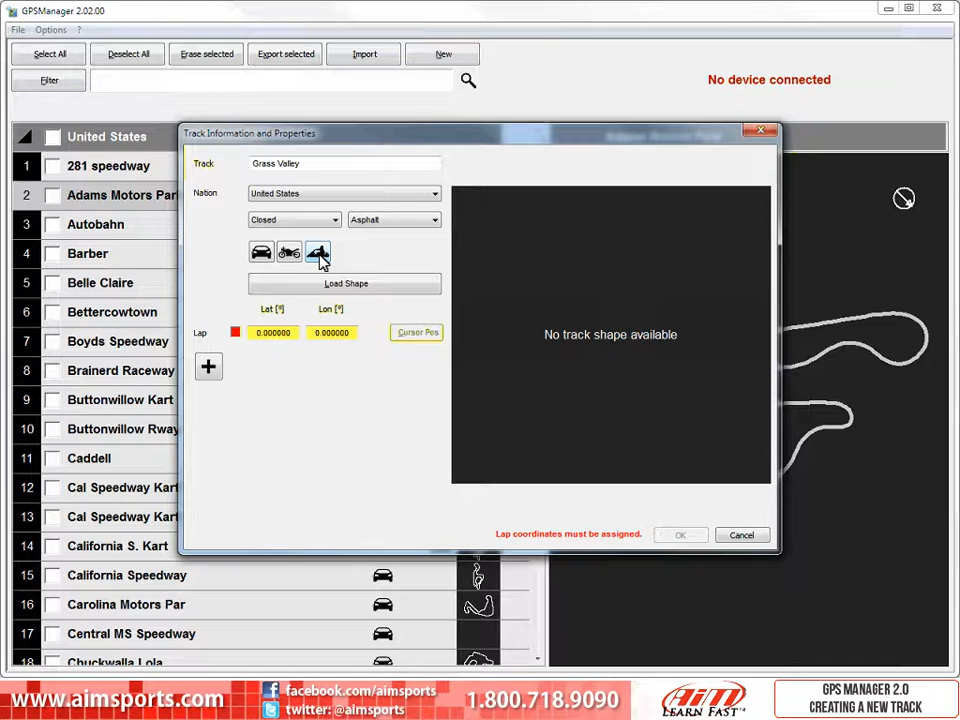 GPSManager 2.02.00
File Options ?
Select All Deselect All Erase selected Export selected Import New
Filter
No device connected
United States
1 281 speedway
2 Adams Motors Par
3 Autobahn
4 Barber
5 Belle Claire
6 Bettercowtown
7 Boyds Speedway
8 Brainerd Raceway
9 Buttonwillow Kart
10 Buttonwillow Rway
11 Caddell
12 Cal Speedway Kart
13 Cal Speedway Kart
14 California S. Kart
15 California Speedway
16 Carolina Motors Par
17 Central MS Speedway
18 Chuckwalla Lola
Track Information and Properties
Track Grass Valley
Nation United States
Closed Asphalt
Load Shape
Lat [°] Lon [°]
Lap 0.000000 0.000000 Cursor Pos
+
No track shape available
Lap coordinates must be assigned. OK Cancel
www.aimsports.com
facebook.com/aimsports
twitter: @aimsports
1.800.718.9090
AiM
LEARN FAST™
GPS MANAGER 2.0
CREATING A NEW TRACK